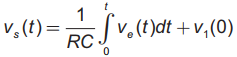 v_s(t) = \frac{1}{RC} \int_0^t v_e(t)dt + v_1(0)